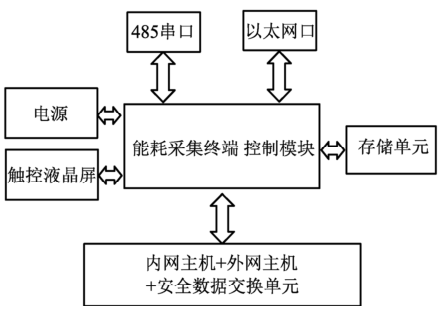 485串口
以太网口
电源
能耗采集终端 控制模块
存储单元
触控液晶屏
内网主机+外网主机
+安全数据交换单元